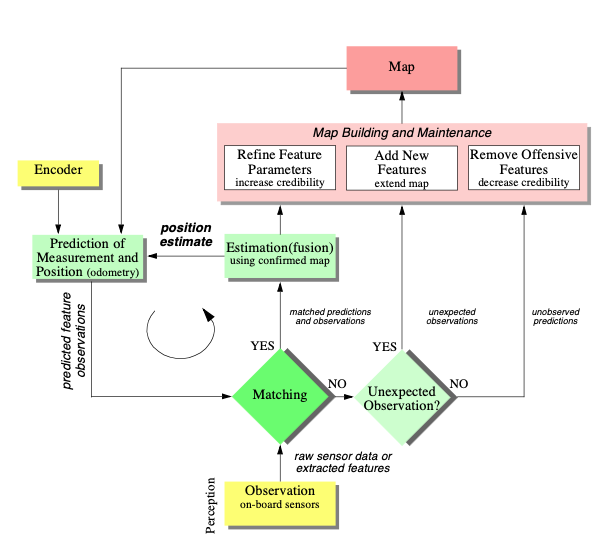 Map
Map Building and Maintenance
Refine Feature
Parameters
increase credibility
Add New
Features
extend map
Remove Offensive
Features
decrease credibility
Encoder
position
estimate
Prediction of
Measurement and
Position (odometry)
Estimation(fusion)
using confirmed map
predicted feature
observations
matched predictions
and observations
unexpected
observations
unobserved
predictions
YES
YES
Matching
NO
Unexpected
Observation?
NO
raw sensor data or
extracted features
Perception
Observation
on-board sensors